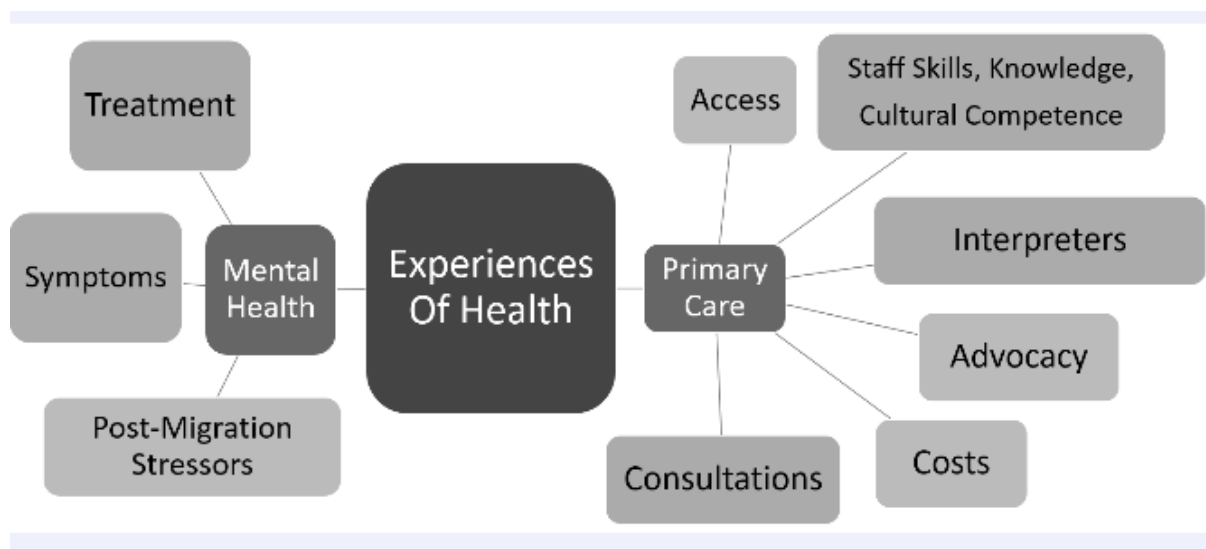 Treatment
Symptoms
Mental
Health
Post-Migration
Stressors
Experiences
Of Health
Primary
Care
Access
Staff Skills, Knowledge,
Cultural Competence
Interpreters
Advocacy
Costs
Consultations